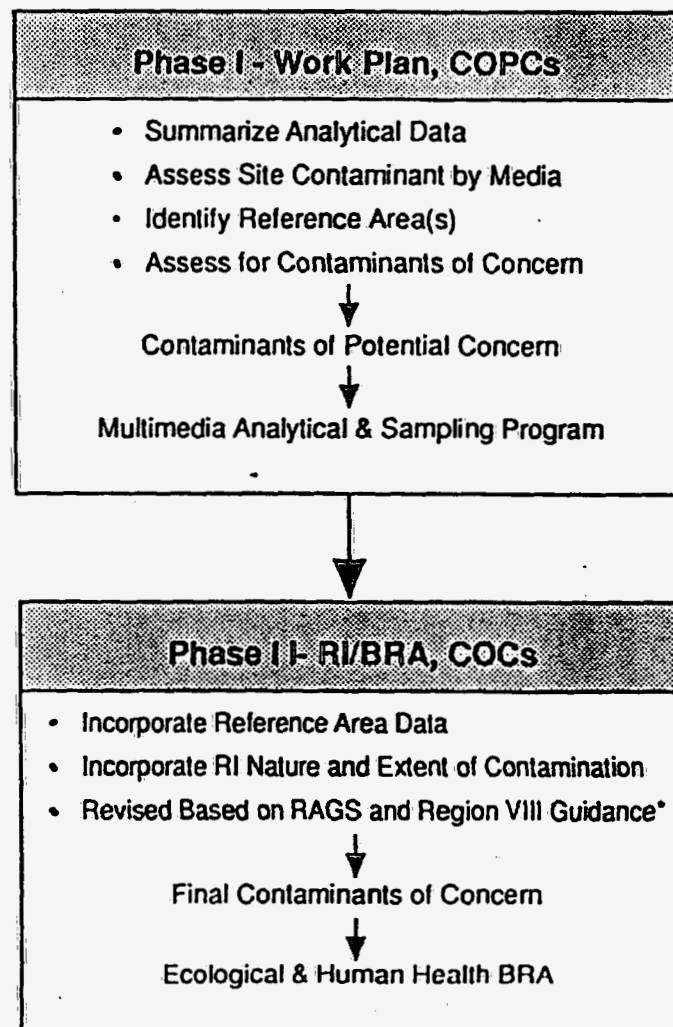 Phase I - Work Plan, COPCs
• Summarize Analytical Data
• Assess Site Contaminant by Media
• Identify Reference Area(s)
• Assess for Contaminants of Concern
Contaminants of Potential Concern
Multimedia Analytical & Sampling Program
Phase II- RI/BRA, COCs
• Incorporate Reference Area Data
• Incorporate RI Nature and Extent of Contamination
• Revised Based on RAGS and Region VIII Guidance*
Final Contaminants of Concern
Ecological & Human Health BRA